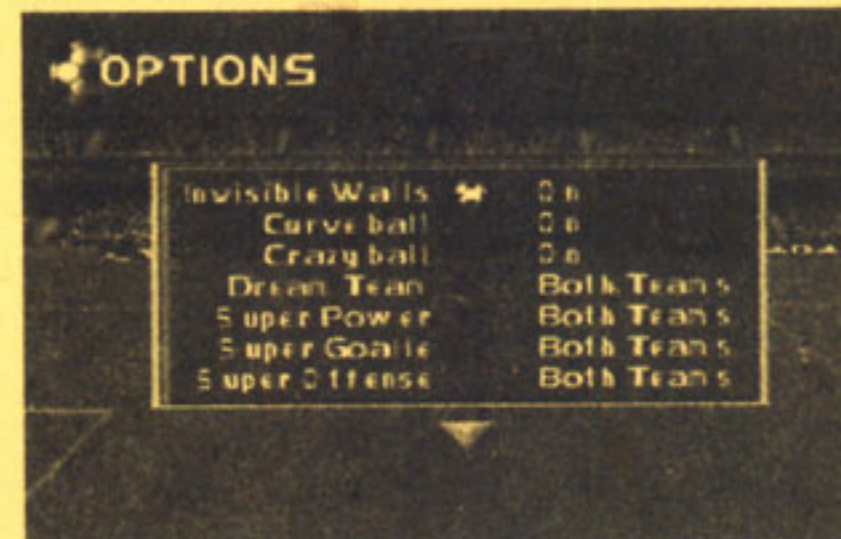 OPTIONS
Invisible Walls On
Curve ball On
Crazy ball On
Dream Team Both Teams
Super Power Both Teams
Super Goalie Both Teams
Super Offense Both Teams